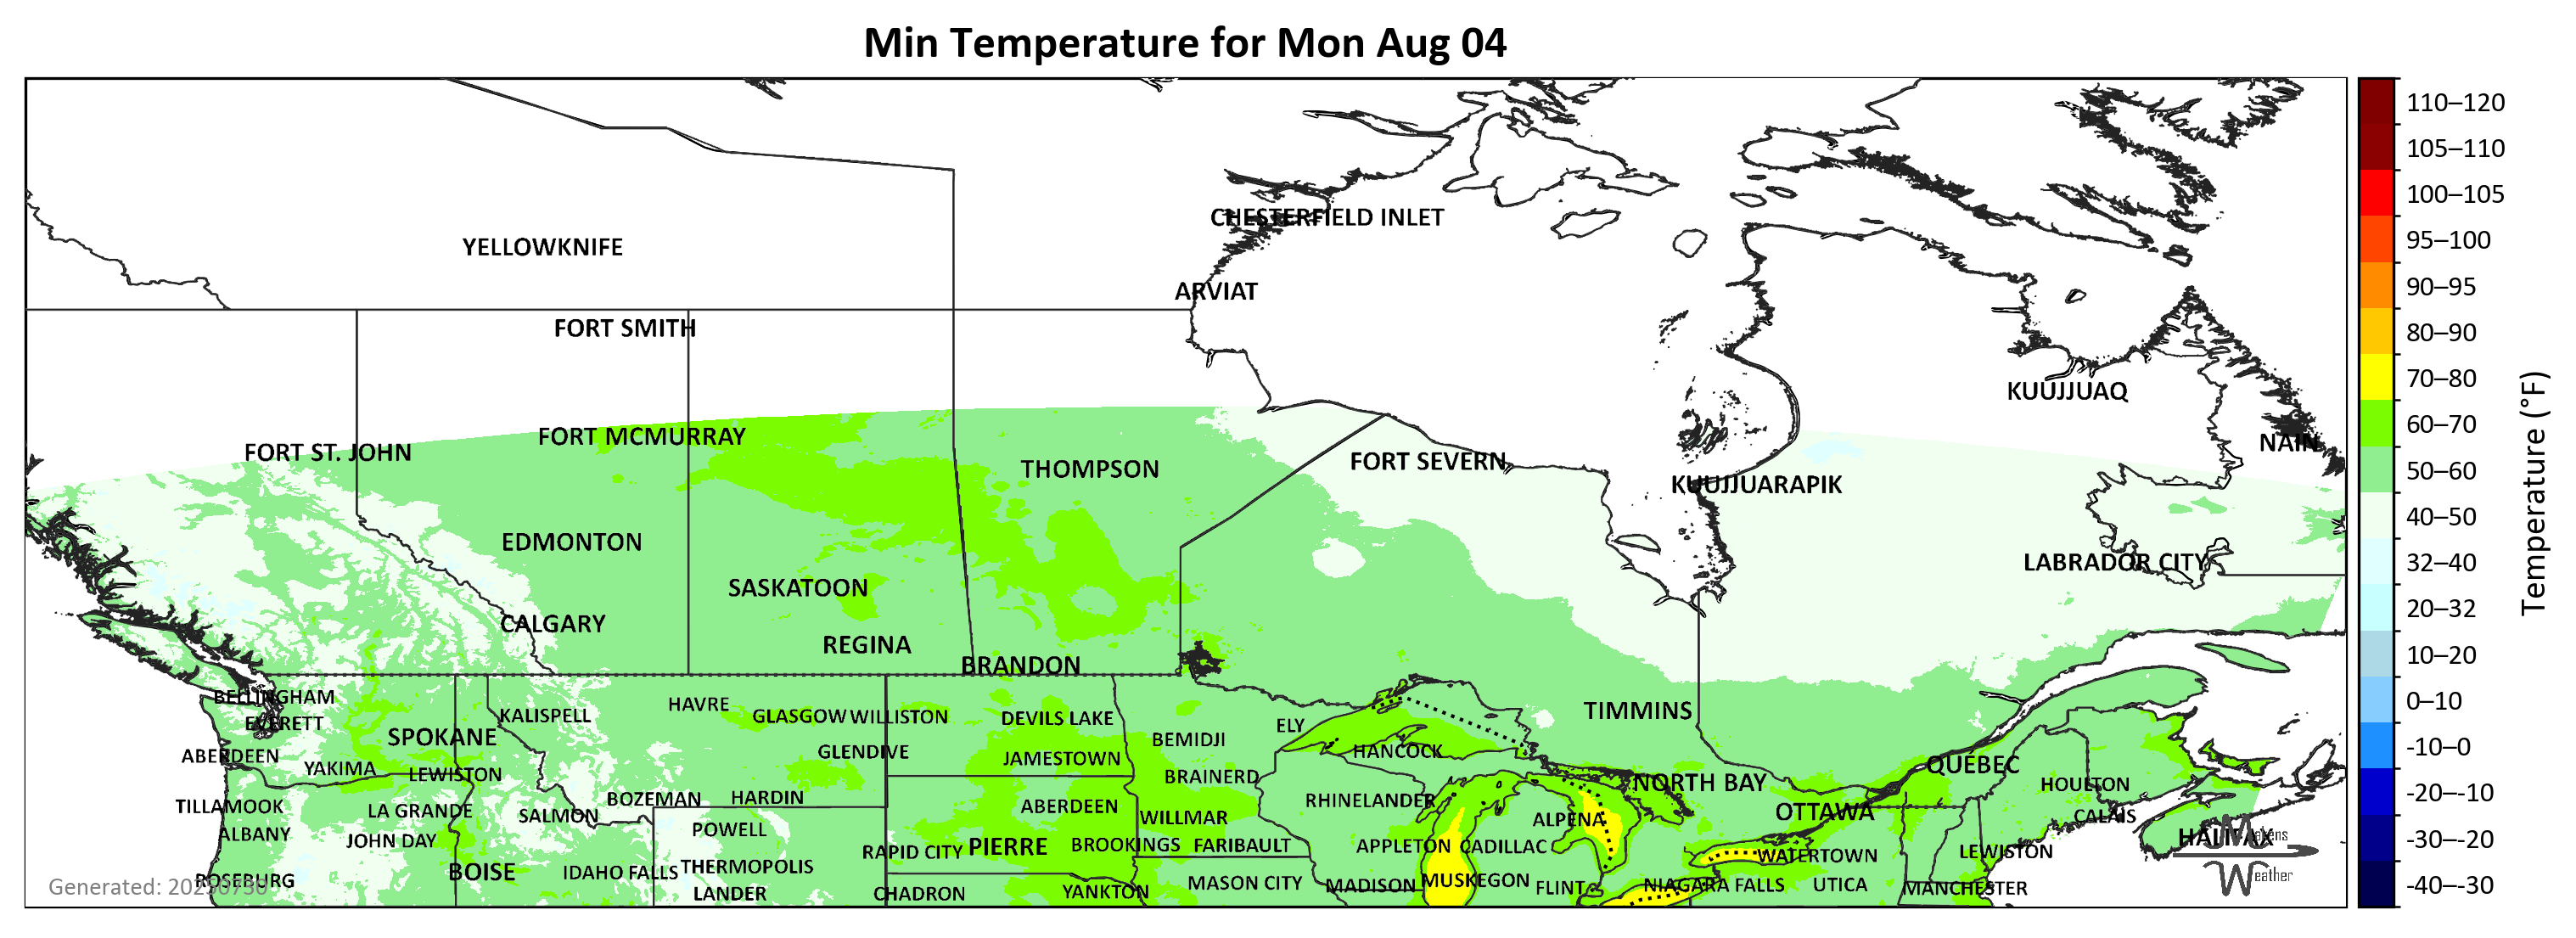 Min Temperature for Mon Aug 04
110–120
105–110
100–105
95–100
90–95
80–90
70–80
60–70
50–60
40–50
32–40
20–32
10–20
0–10
-10–0
-20–-10
-30–-20
-40–-30
Temperature (°F)
CHESTERFIELD INLET
YELLOWKNIFE
ARVIAT
FORT SMITH
KUUJJUAQ
FORT MCMURRAY
NAIN
FORT ST. JOHN
FORT SEVERN
THOMPSON
KUUJJUARAPIK
EDMONTON
LABRADOR CITY
SASKATOON
CALGARY
REGINA
BRANDON
BELLINGHAM
HAVRE
TIMMINS
KALISPELL
GLASGOW
WILLISTON
DEVILS LAKE
EVERETT
ELY
SPOKANE
BEMIDJI
HANCOCK
GLENDIVE
ABERDEEN
JAMESTOWN
QUEBEC
YAKIMA
LEWISTON
BRAINERD
NORTH BAY
HOULTON
HARDIN
BOZEMAN
RHINELANDER
TILLAMOOK
ABERDEEN
LA GRANDE
OTTAWA
SALMON
CALAIS
WILLMAR
ALPENA
POWELL
ALBANY
HALIFAX
Makens
Weather
JOHN DAY
BROOKINGS
FARIBAULT
APPLETON
CADILLAC
PIERRE
RAPID CITY
LEWISTON
WATERTOWN
THERMOPOLIS
BOISE
IDAHO FALLS
ROSEBURG
MUSKEGON
MASON CITY
MADISON
NIAGARA FALLS
UTICA
FLINT
MANCHESTER
YANKTON
LANDER
CHADRON
Generated: 20250730